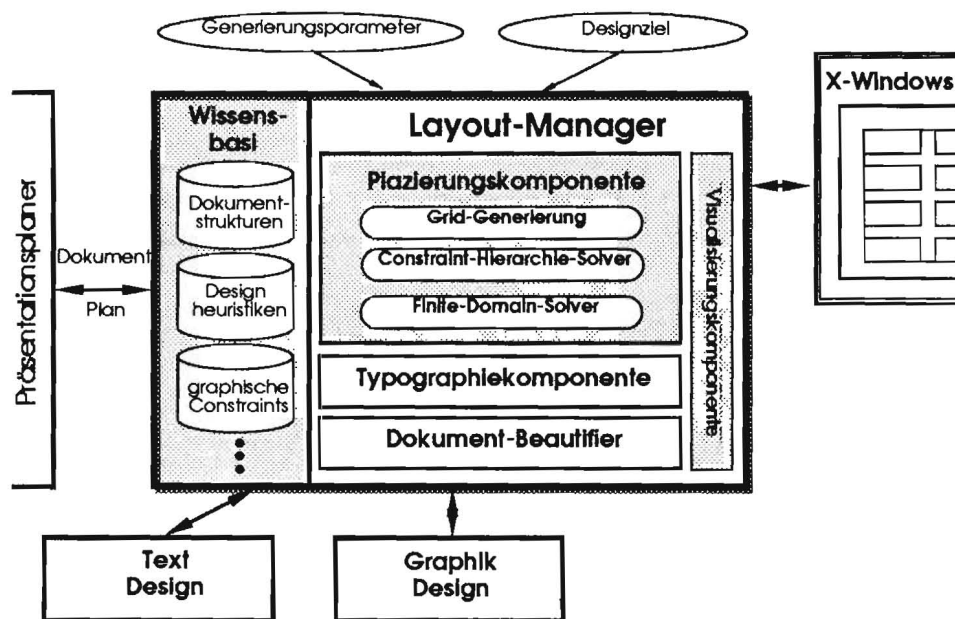 Generierungsparameter
Designziel
X-Windows
Wissens-
basi
Layout-Manager
Plazierungskomponente
Grid-Generierung
Constraint-Hierarchie-Solver
Finite-Domain-Solver
Typographiekomponente
Dokument-Beautifier
Visualisierungskomponente
Dokument-
strukturen
Design
heuristiken
graphische
Constraints
Präsentationsplaner
Dokument
Plan
Text
Design
Graphik
Design